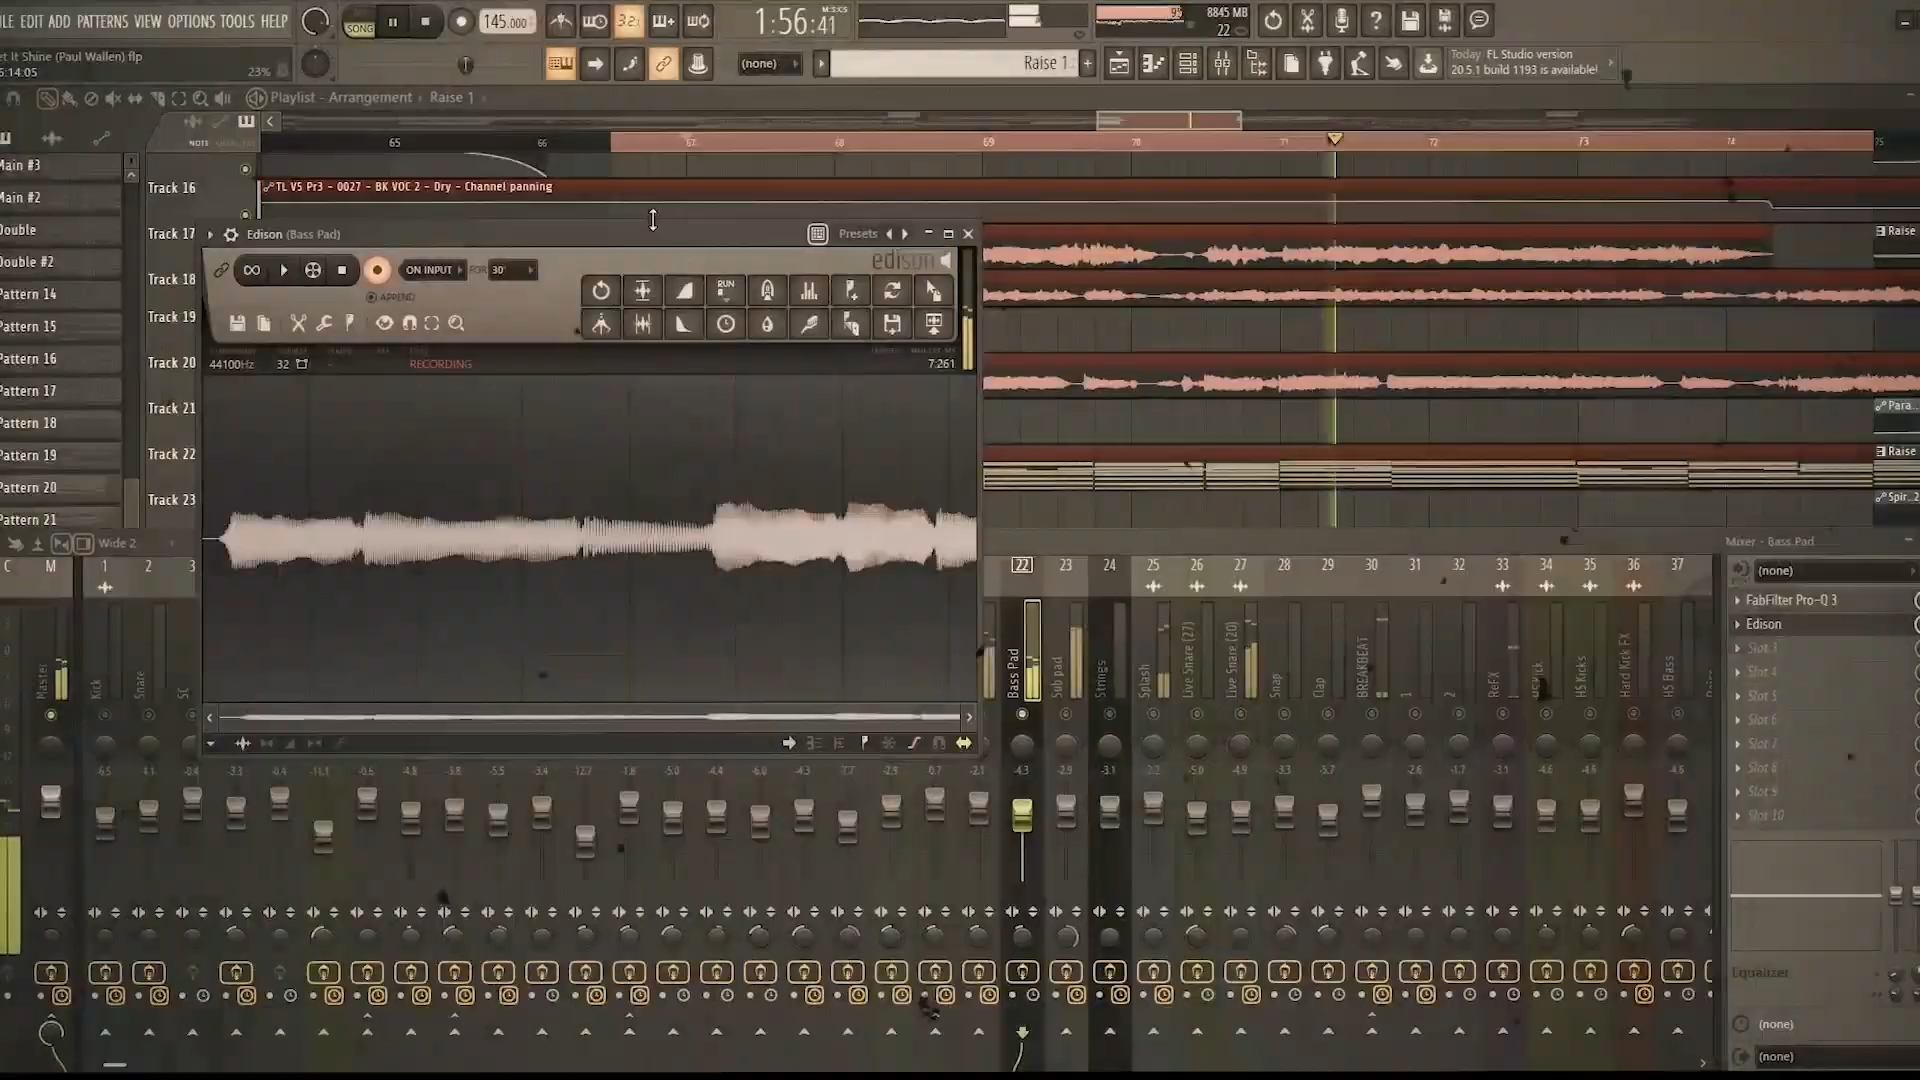 LE EDIT ADD PATTERNS VIEW OPTIONS TOOLS HELP
SONG
145.000
3.2.
1:56:41
M:S:CS
95
8845 MB
22
et It Shine (Paul Wallen) flp
5:14:05
23%
(none)
Raise 1
Today FL Studio version
20.5.1 build 1193 is available!
Playlist - Arrangement Raise 1
NOTE
65 66 67 68 69 70 71 72 73 74 75
Main #3
Main #2
Double
Double #2
Pattern 14
Pattern 15
Pattern 16
Pattern 17
Pattern 18
Pattern 19
Pattern 20
Pattern 21
Track 16
Track 17
Track 18
Track 19
Track 20
Track 21
Track 22
Track 23
TL V5 Pr3 - 0027 - BK VOC 2 - Dry - Channel panning
Raise
Para...
Raise
Spir...2
Edison (Bass Pad)
Presets
edison
ON INPUT
FOR
30'
APPEND
RUN
44100Hz
32
RECORDING
7:261
Wide 2
C M 1 2 3
22 23 24 25 26 27 28 29 30 31 32 33 34 35 36 37
Master
Kick
Snare
SC
Bass Pad
Sub pad
Strings
Splash
Live Snare (27)
Live Snare (20)
Snap
Clap
BREAKBEAT
1
2
ReFX
HS Kicks
Hard Kick FX
HS Bass
-6.5 4.1 -0.4 -3.3 -0.4 -11.1 -0.6 -4.8 -3.8 -5.5 -3.4 12.7 -1.8 -5.0 -4.4 -6.0 -4.3 -7.7 -2.9 0.7 -2.1 -4.3 -2.9 -3.1 -2.2 -5.0 -4.9 -3.3 -5.7 -2.6 -1.7 -3.1 -4.6 -4.6 -4.6
Mixer - Bass Pad
(none)
FabFilter Pro-Q 3
Edison
Slot 3
Slot 4
Slot 5
Slot 6
Slot 7
Slot 8
Slot 9
Slot 10
Equalizer
(none)
(none)